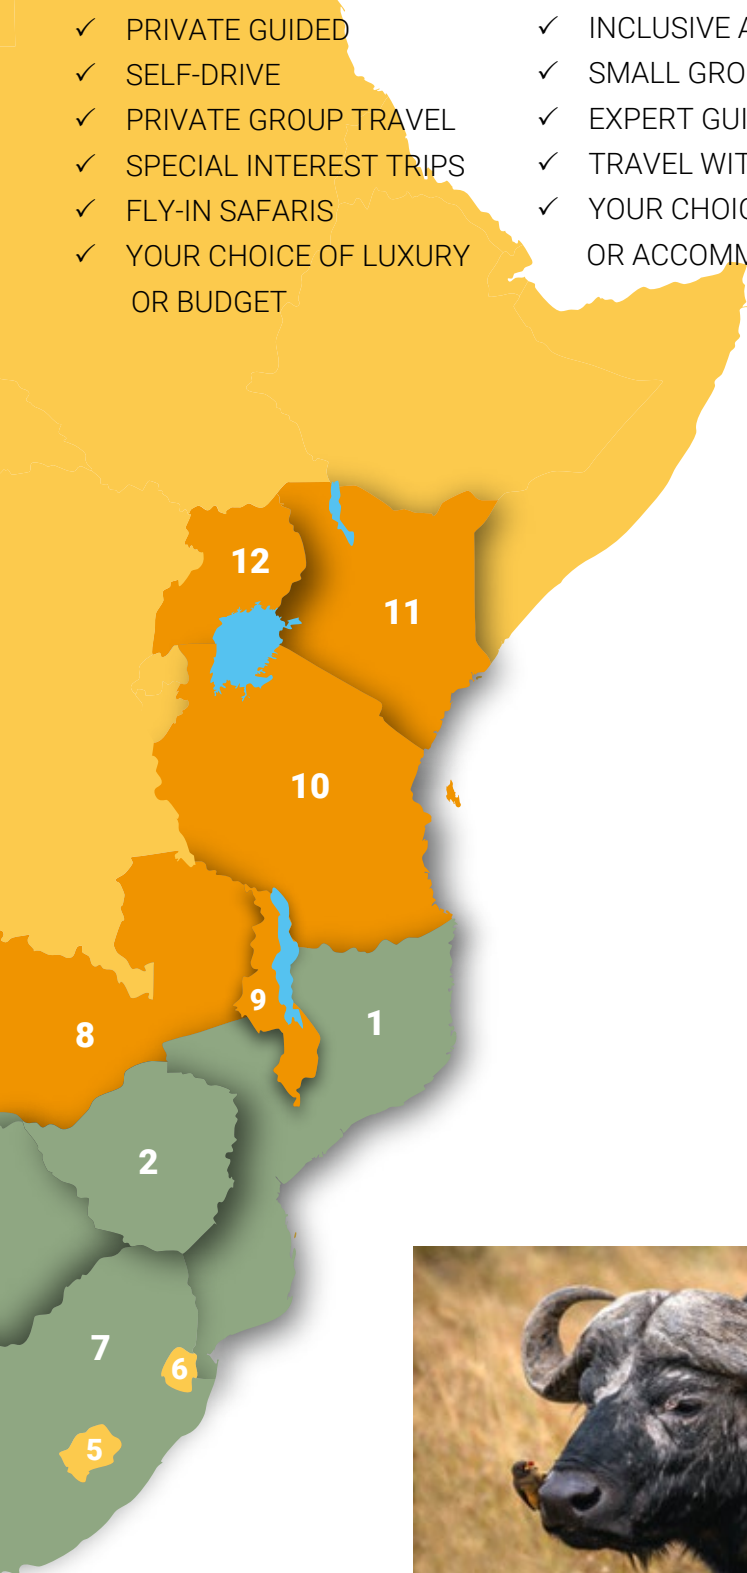 ✓ PRIVATE GUIDED
✓ SELF-DRIVE
✓ PRIVATE GROUP TRAVEL
✓ SPECIAL INTEREST TRIPS
✓ FLY-IN SAFARIS
✓ YOUR CHOICE OF LUXURY
OR BUDGET
✓ INCLUSIVE
✓ SMALL
✓ EXPERT
✓ TRAVEL
✓ YOUR
OR
12
11
10
9
8
1
2
7
6
5